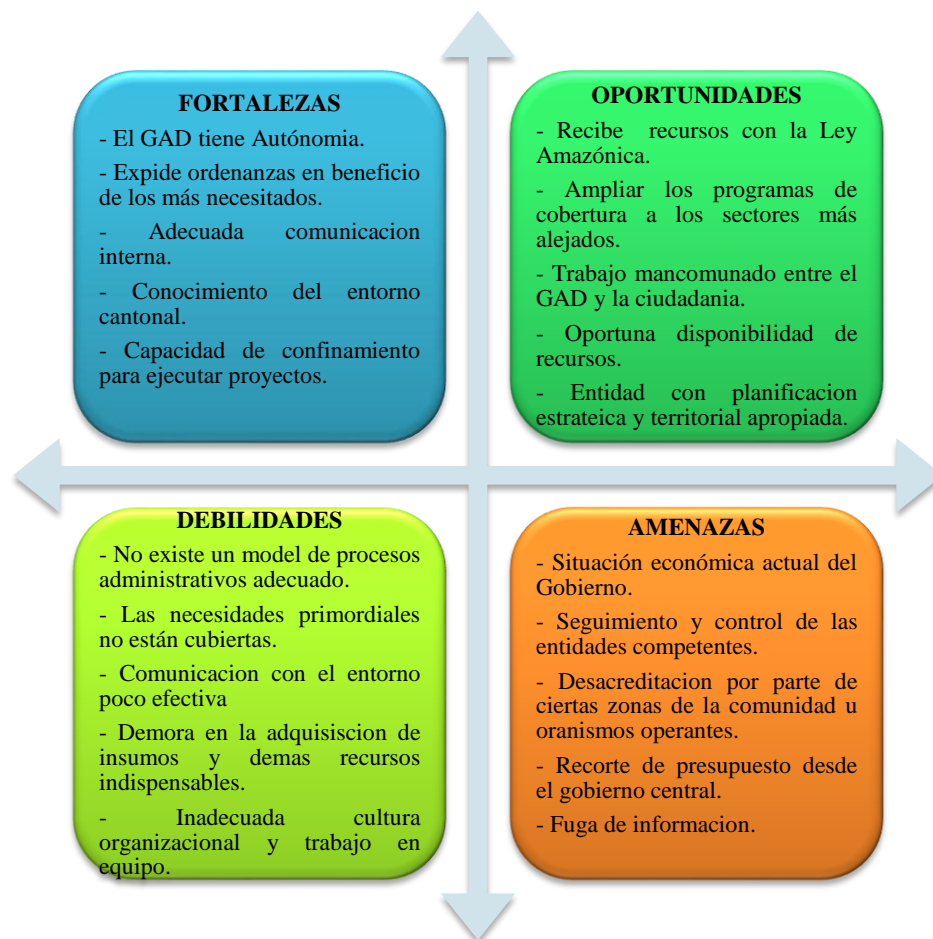 FORTALEZAS
- El GAD tiene Autónomia.
- Expide ordenanzas en beneficio
de los más necesitados.
- Adecuada comunicacion
interna.
- Conocimiento del entorno
cantonal.
- Capacidad de confinamiento
para ejecutar proyectos.
OPORTUNIDADES
- Recibe recursos con la Ley
Amazónica.
- Ampliar los programas de
cobertura a los sectores más
alejados.
- Trabajo mancomunado entre el
GAD y la ciudadania.
- Oportuna disponibilidad de
recursos.
- Entidad con planificacion
estrateica y territorial apropiada.
DEBILIDADES
- No existe un model de procesos
administrativos adecuado.
- Las necesidades primordiales
no están cubiertas.
- Comunicacion con el entorno
poco efectiva
- Demora en la adquisiscion de
insumos y demas recursos
indispensables.
- Inadecuada cultura
organizacional y trabajo en
equipo.
AMENAZAS
- Situación económica actual del
Gobierno.
- Seguimiento y control de las
entidades competentes.
- Desacreditacion por parte de
ciertas zonas de la comunidad u
oranismos operantes.
- Recorte de presupuesto desde
el gobierno central.
- Fuga de informacion.